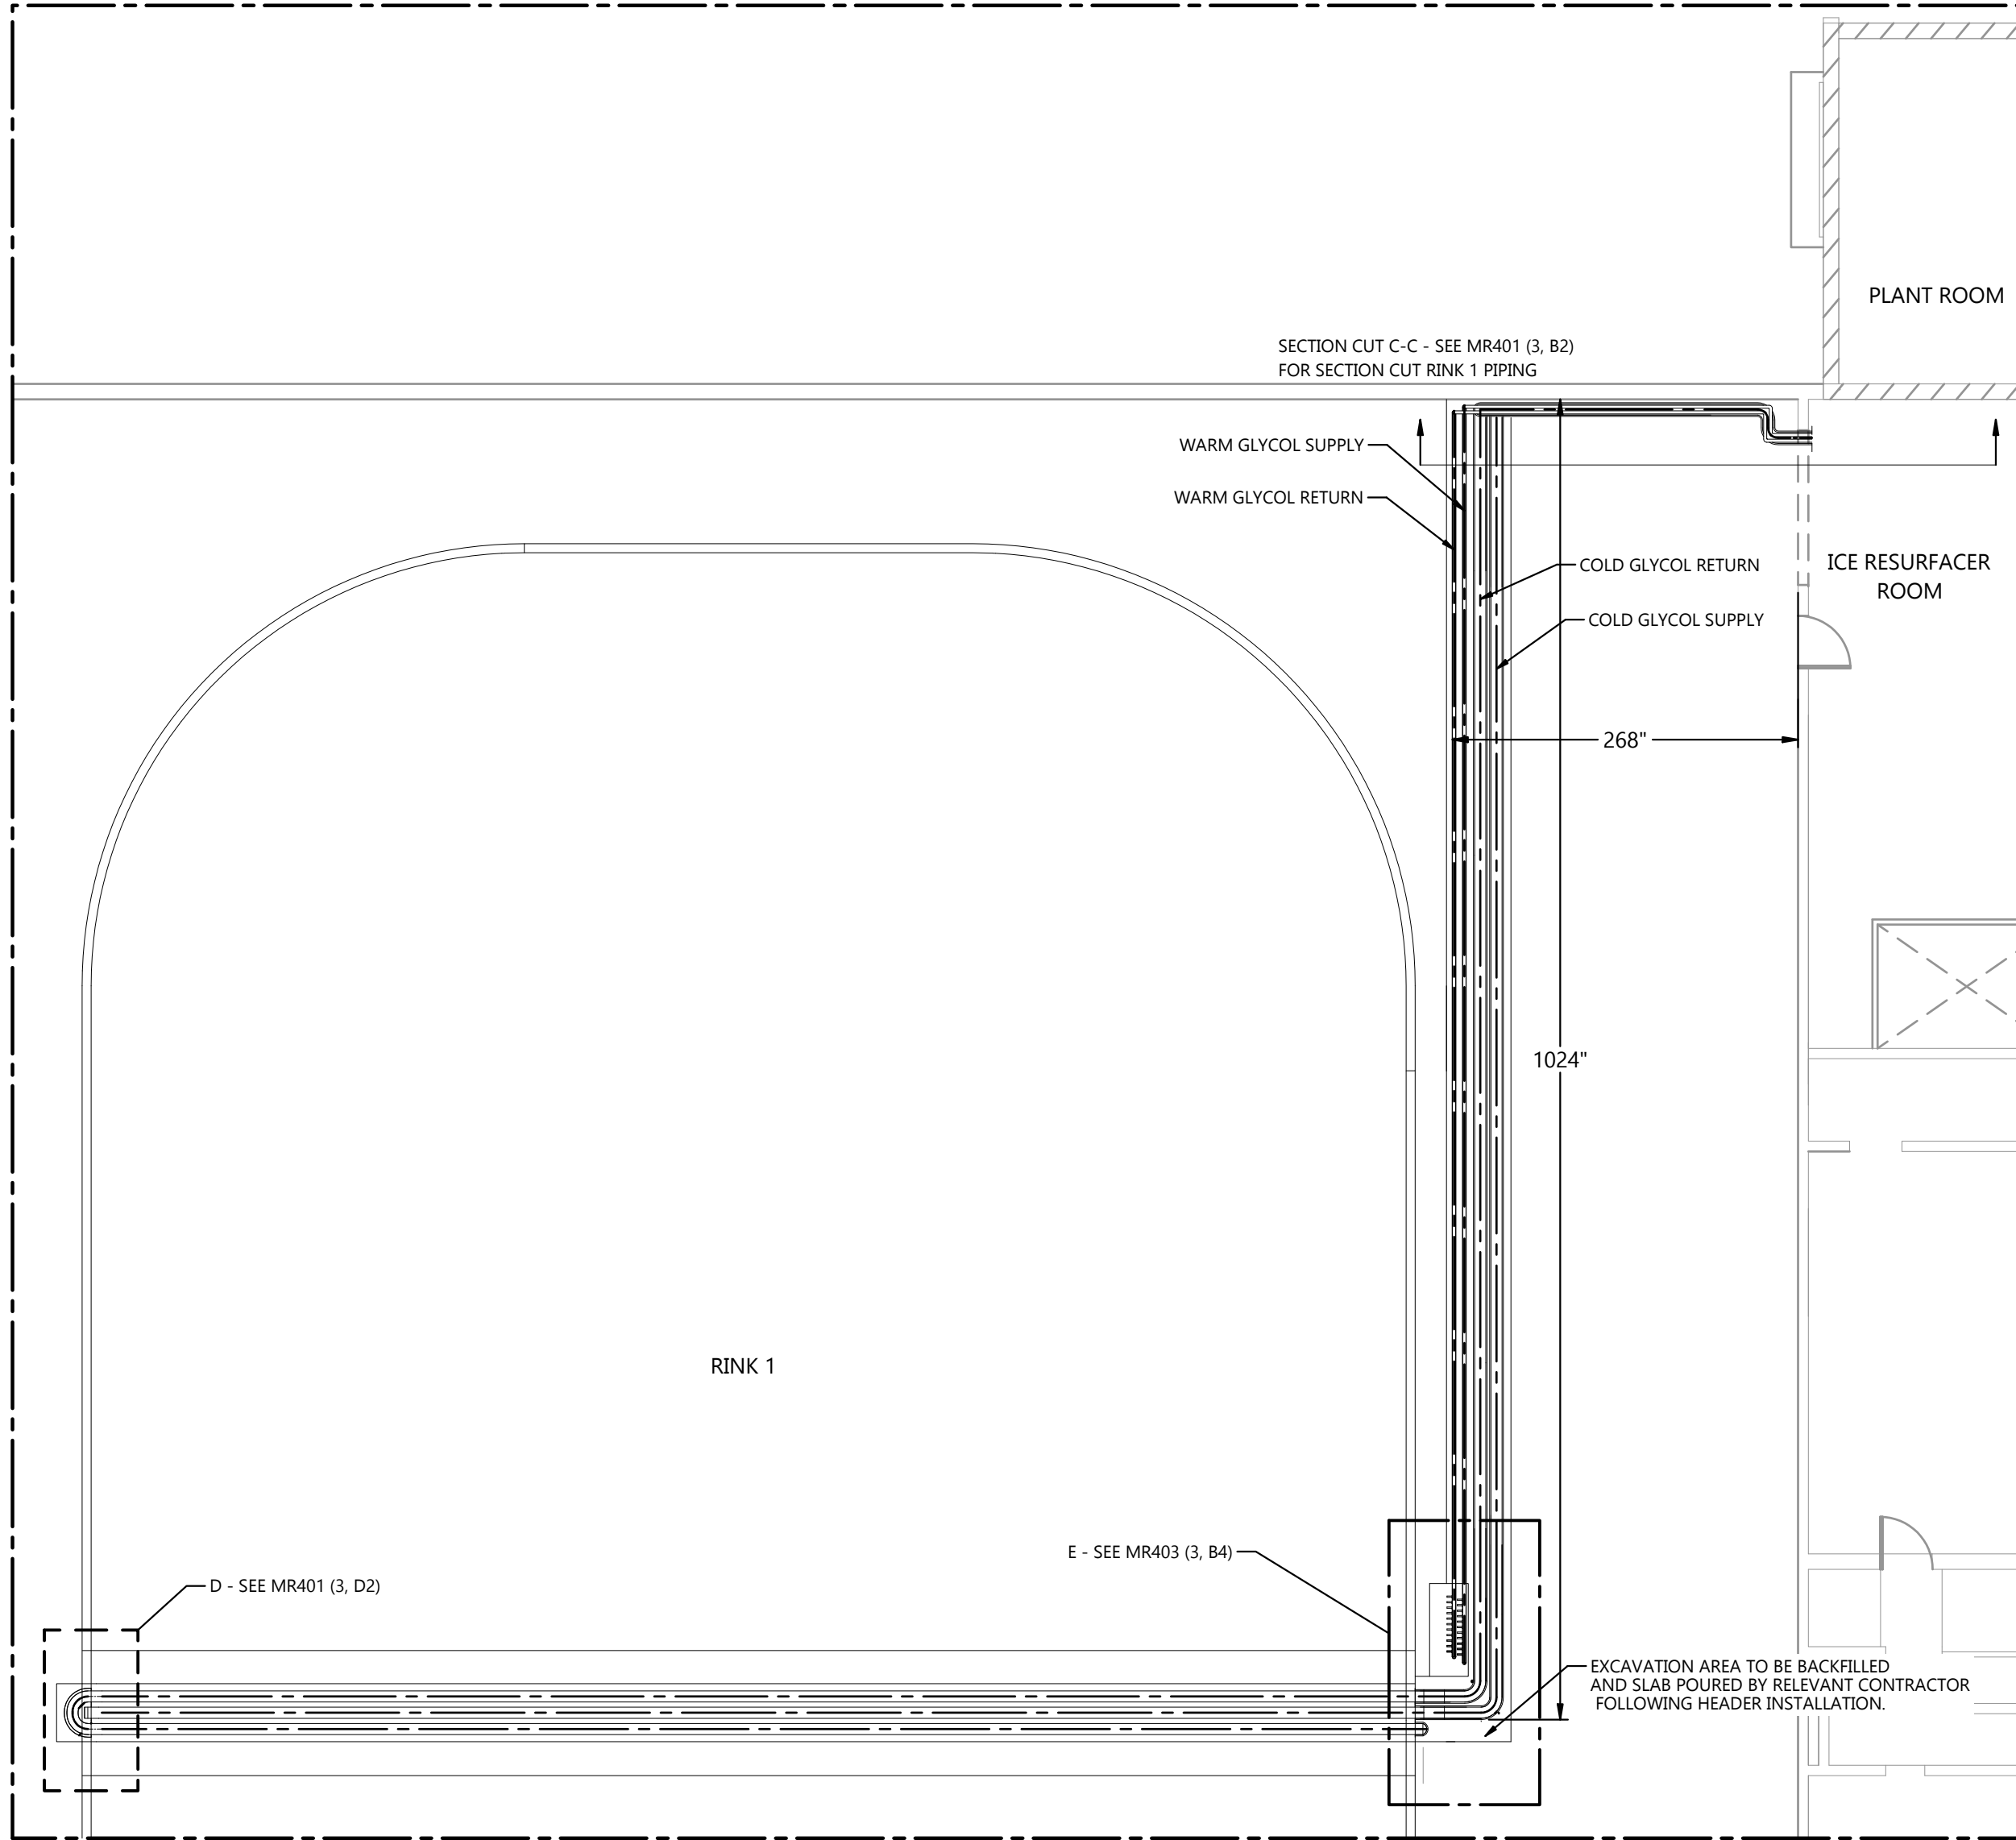 PLANT ROOM
SECTION CUT C-C - SEE MR401 (3, B2)
FOR SECTION CUT RINK 1 PIPING
WARM GLYCOL SUPPLY
WARM GLYCOL RETURN
COLD GLYCOL RETURN
COLD GLYCOL SUPPLY
ICE RESURFACER
ROOM
268"
1024"
RINK 1
E - SEE MR403 (3, B4)
D - SEE MR401 (3, D2)
EXCAVATION AREA TO BE BACKFILLED
AND SLAB POURED BY RELEVANT CONTRACTOR
FOLLOWING HEADER INSTALLATION.